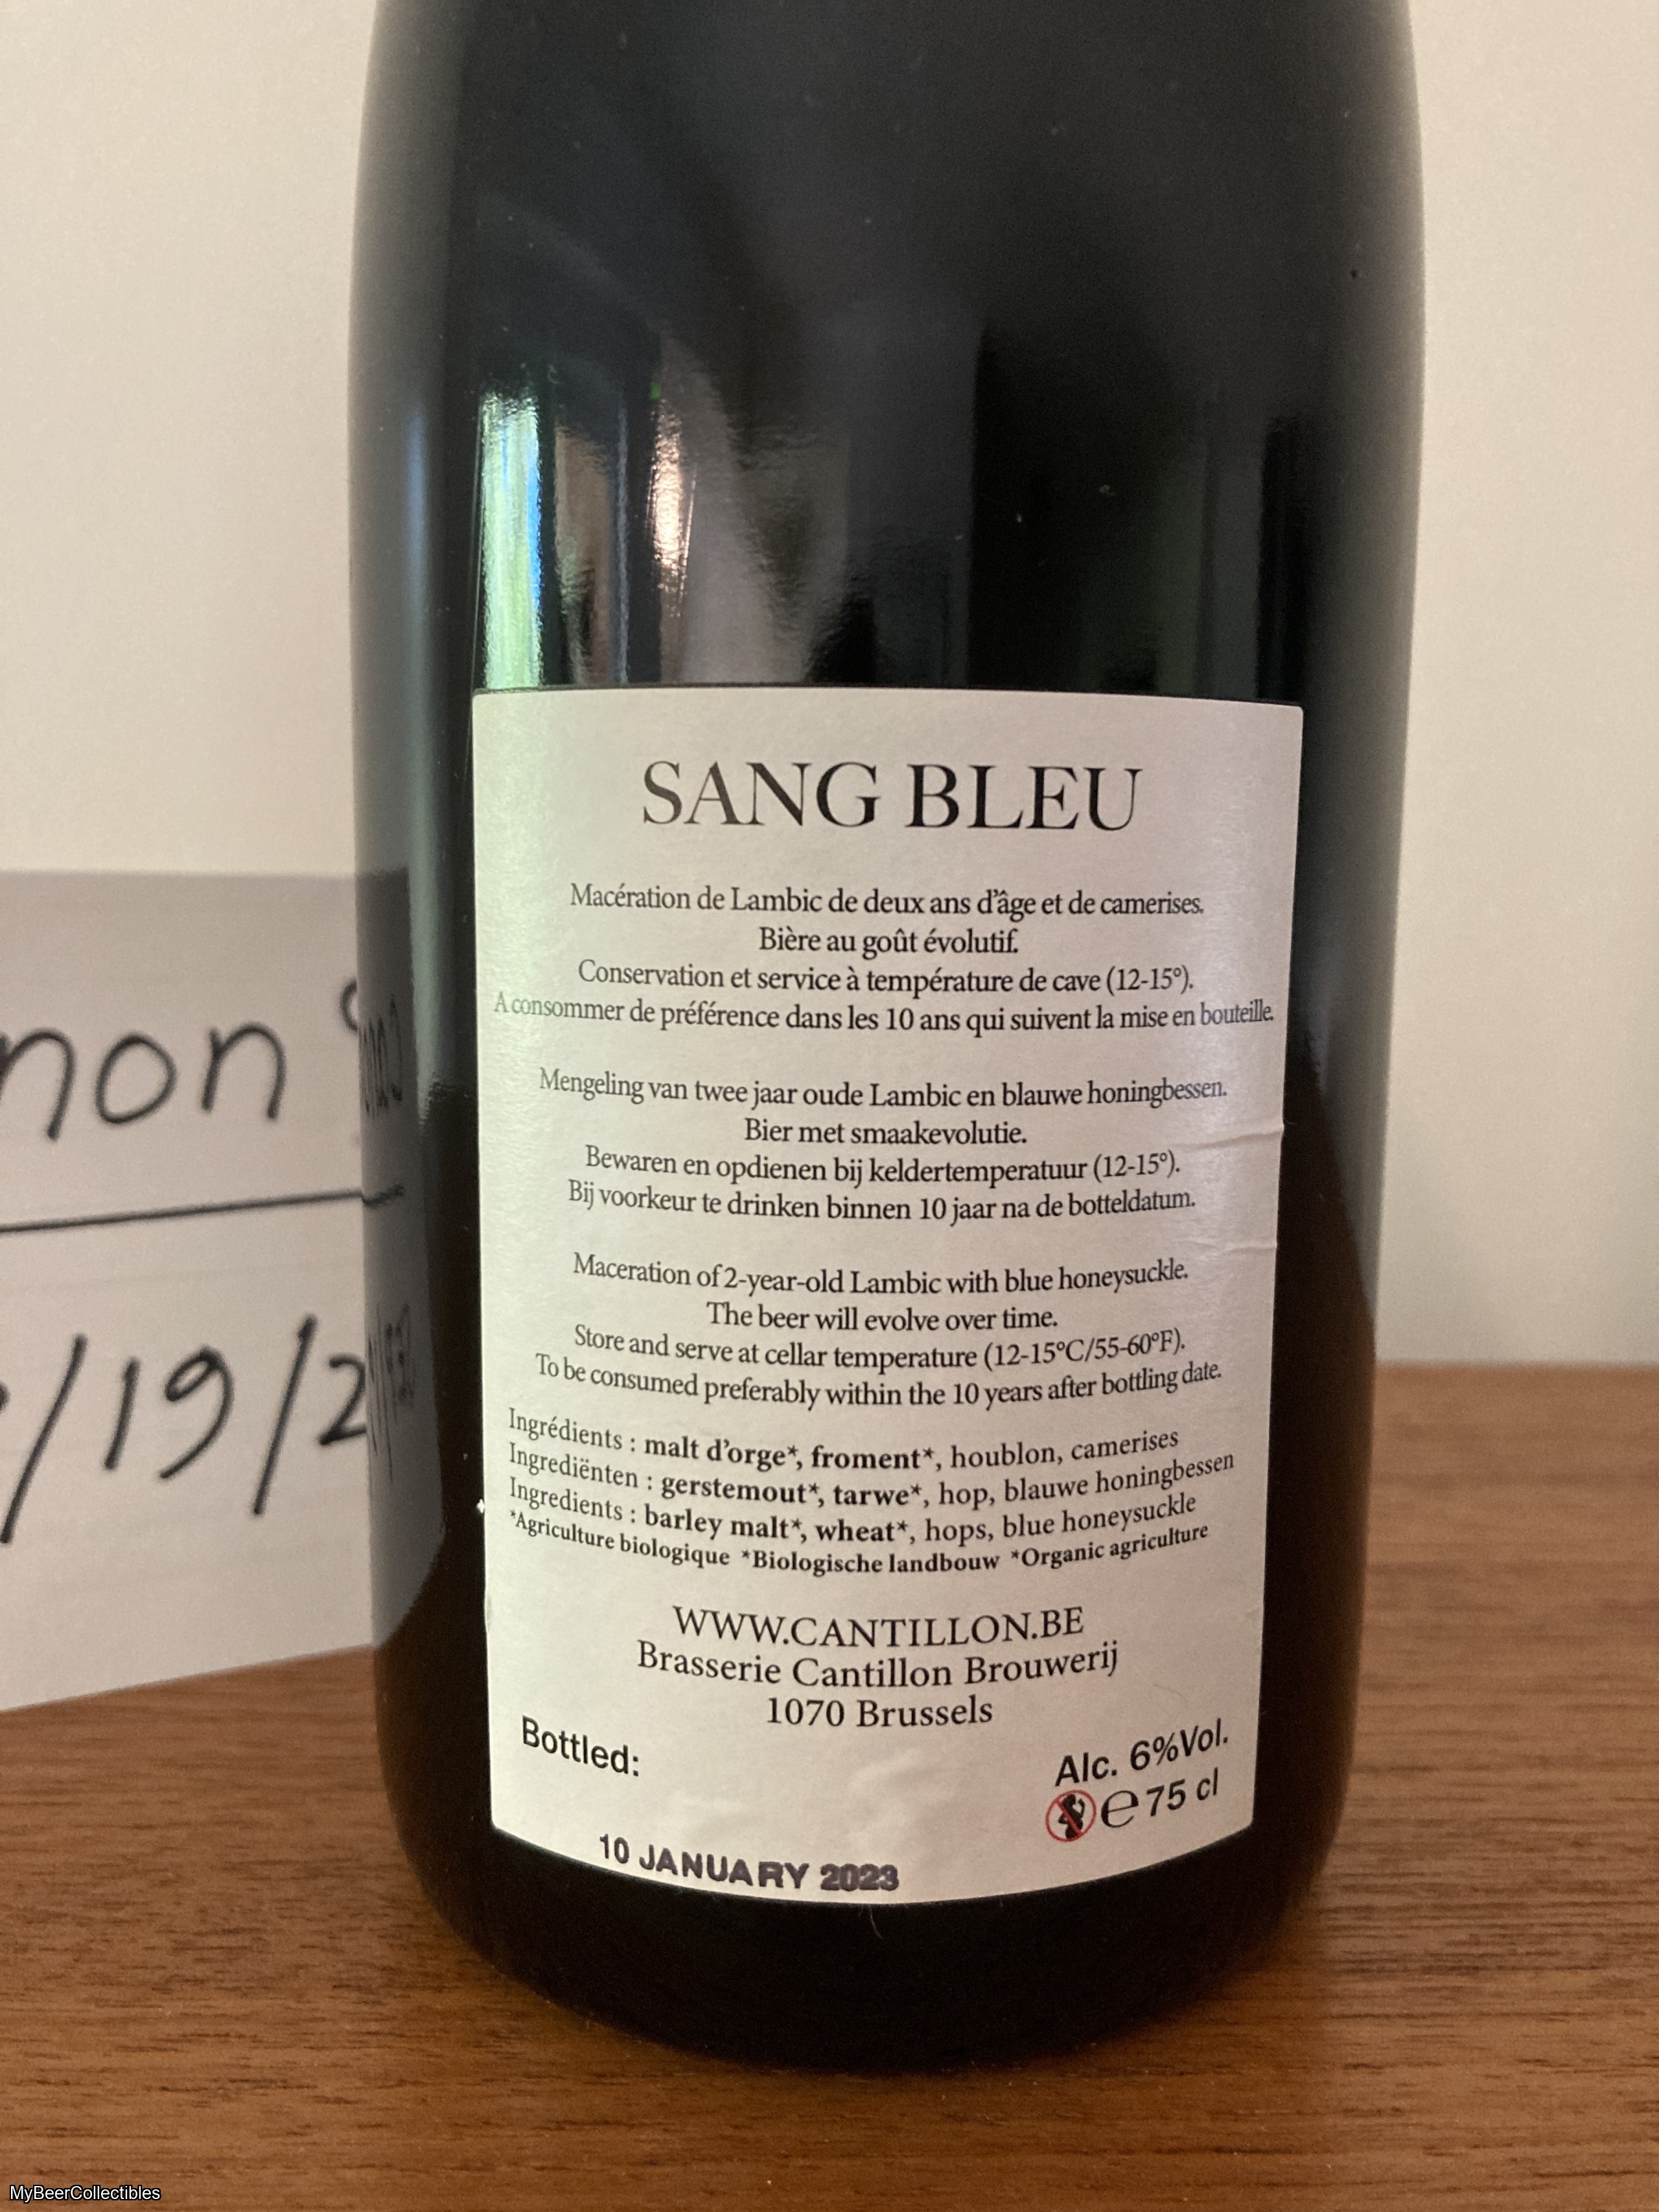 SANG BLEU
Macération de Lambic de deux ans d'âge et de camerises.
Bière au goût évolutif.
Conservation et service à température de cave (12-15°).
A consommer de préférence dans les 10 ans qui suivent la mise en bouteille.
Mengeling van twee jaar oude Lambic en blauwe honingbessen.
Bier met smaakevolutie.
Bewaren en opdienen bij keldertemperatuur (12-15°).
Bij voorkeur te drinken binnen 10 jaar na de botteldatum.
Maceration of 2-year-old Lambic with blue honeysuckle.
The beer will evolve over time.
Store and serve at cellar temperature (12-15°C/55-60°F).
To be consumed preferably within the 10 years after bottling date.
Ingrédients : malt d'orge*, froment*, houblon, camerises
Ingrediënten : gerstemout*, tarwe*, hop, blauwe honingbessen
Ingredients : barley malt*, wheat*, hops, blue honeysuckle
*Agriculture biologique *Biologische landbouw *Organic agriculture
WWW.CANTILLON.BE
Brasserie Cantillon Brouwerij
1070 Brussels
Bottled:
Alc. 6%Vol.
℮ 75 cl
10 JANUARY 2023
non
/19/2
MyBeerCollectibles